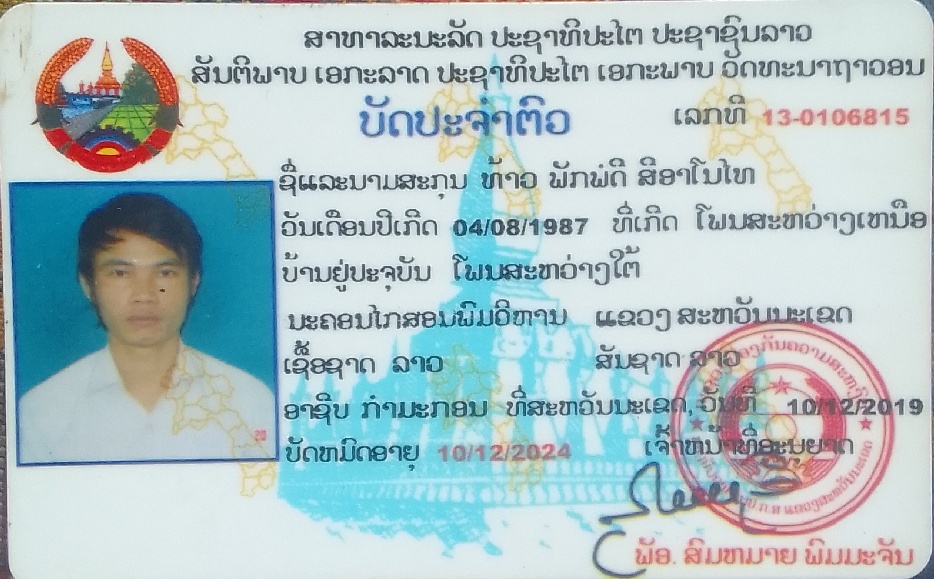 ສາທາລະນະລັດ ປະຊາທິປະໄຕ ປະຊາຊົນລາວ
ສັນຕິພາບ ເອກະລາດ ປະຊາທິປະໄຕ ເອກະພາບ ວັດທະນາຖາວອນ
ບັດປະຈຳຕົວ ເລກທີ 13-0106815
ຊື່ແລະນາມສະກຸນ ທ້າວ ພັກພ່ດີ ສີອາໂນໄທ
ວັນເດືອນປີເກີດ 04/08/1987 ທີ່ເກີດ ໂພນສະຫວ່າງເຫນືອ
ບ້ານຢູ່ປະຈຸບັນ ໂພນສະຫວ່າງໃຕ້
ນະຄອນໄກສອນພົມວິຫານ ແຂວງ ສະຫວັນນະເຂດ
ເຊື້ອຊາດ ລາວ ສັນຊາດ ລາວ
ອາຊີບ ກຳມະກອນ ທີ່ສະຫວັນນະເຂດ, ວັນທີ 10/12/2019
ບັດຫມົດອາຍຸ 10/12/2024 ເຈົ້າຫນ້າທີ່ອະນຸຍາດ
ພັອ. ສົມຫມາຍ ພິມມະຈັນ